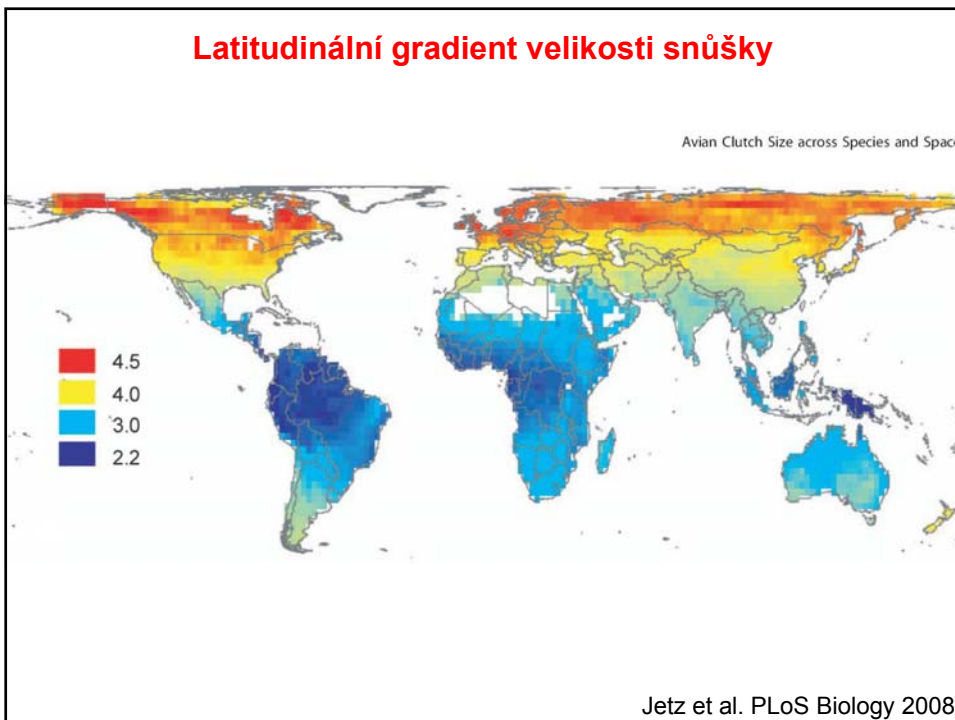 Latitudinální gradient velikosti snůšky
Avian Clutch Size across Species and Space
4.5
4.0
3.0
2.2
Jetz et al. PLoS Biology 2008